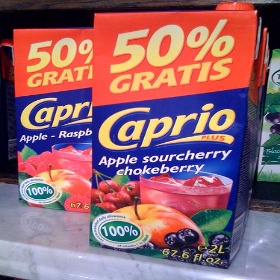 50%
GRATIS
Caprio
Apple - Raspb
100%
67.6
50%
GRATIS
Caprio
PLUS
Apple sourcherry
chokeberry
100%
℮ 2L
67.6 fl oz